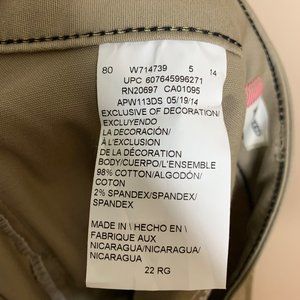 80 W714739 5 14
UPC 607645996271
RN20697 CA01095
APW113DS 05/19/14
EXCLUSIVE OF DECORATION/
EXCLUYENDO
LA DECORACIÓN/
À L'EXCLUSION
DE LA DÉCORATION
BODY/CUERPO/L'ENSEMBLE
98% COTTON/ALGODÓN/
COTON
2% SPANDEX/SPANDEX/
SPANDEX
MADE IN \ HECHO EN \
FABRIQUE AUX
NICARAGUA/NICARAGUA/
NICARAGUA
22 RG